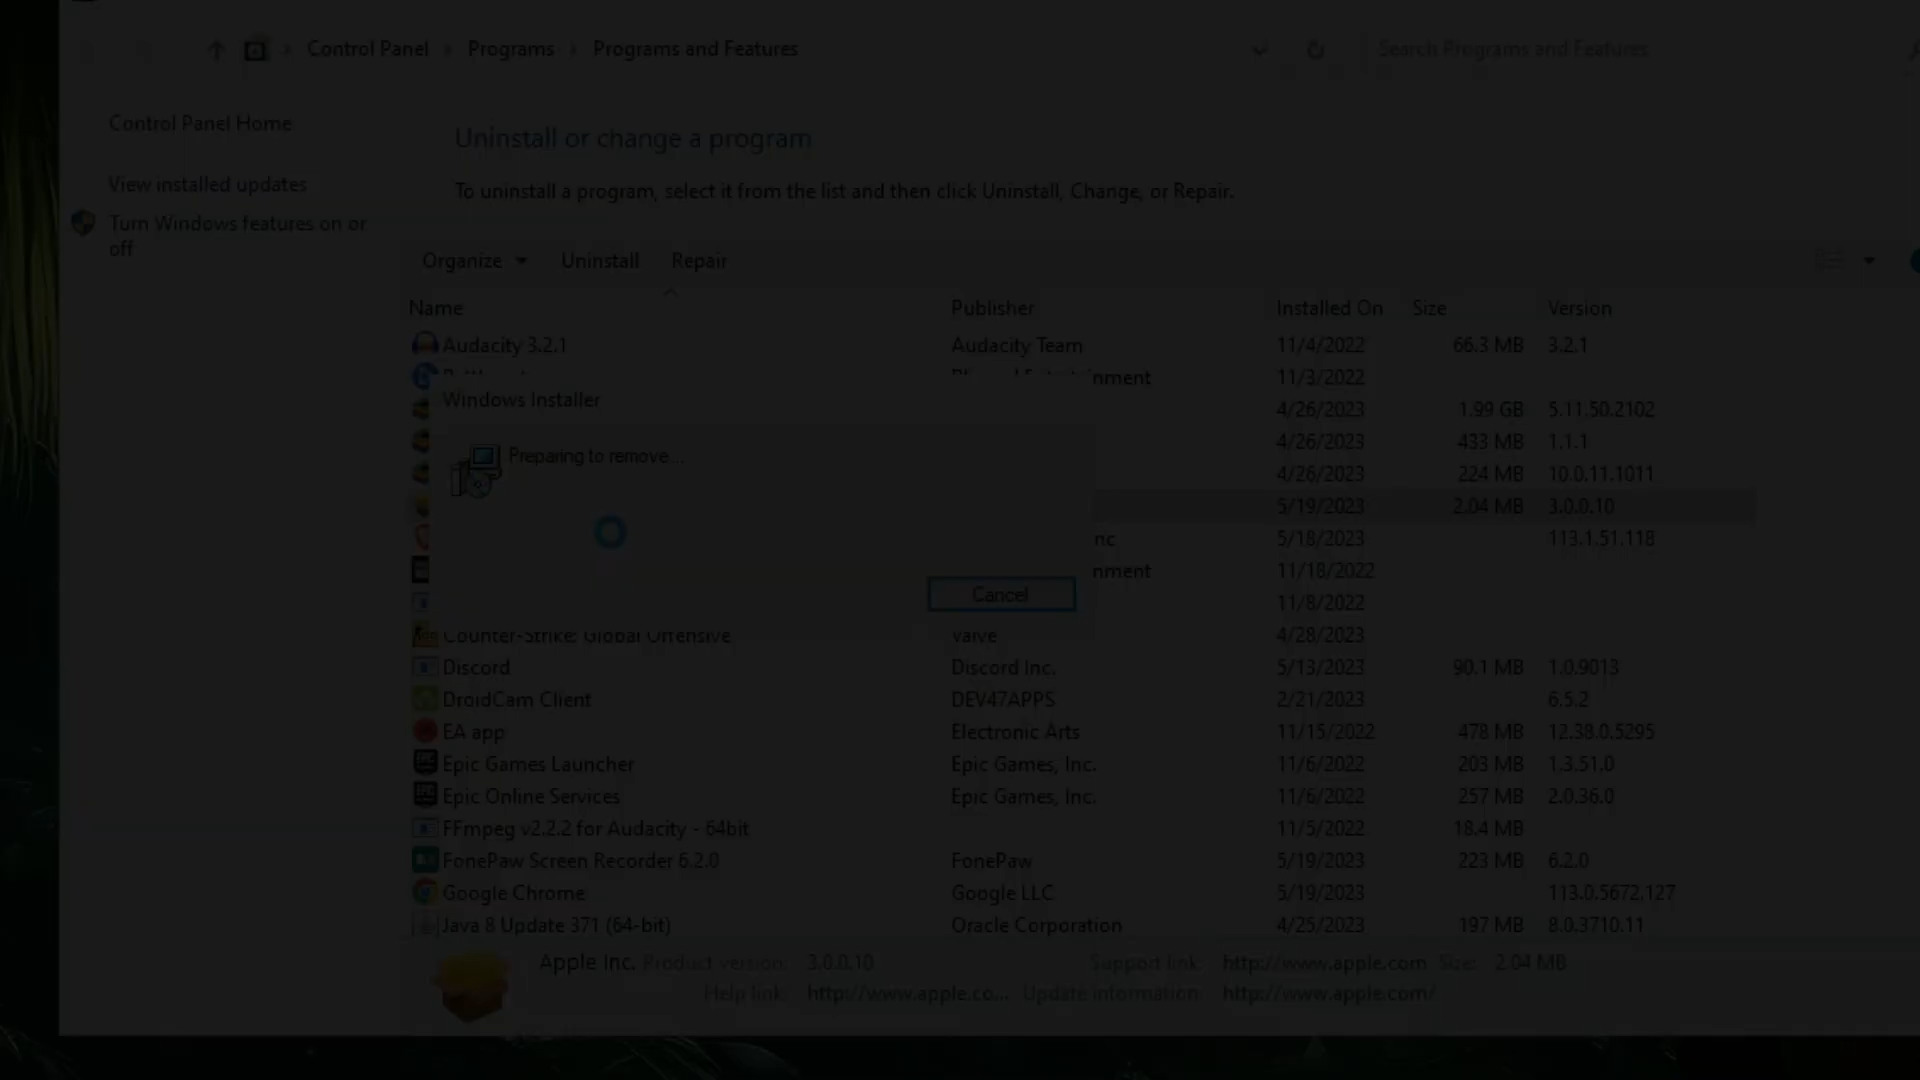 Control Panel > Programs > Programs and Features
Search Programs and Features
Control Panel Home
View installed updates
Turn Windows features on or
off
Uninstall or change a program
To uninstall a program, select it from the list and then click Uninstall, Change, or Repair.
Organize Uninstall Repair
Name Publisher Installed On Size Version
Audacity 3.2.1 Audacity Team 11/4/2022 66.3 MB 3.2.1
nment 11/3/2022
4/26/2023 1.99 GB 5.11.50.2102
4/26/2023 433 MB 1.1.1
4/26/2023 224 MB 10.0.11.1011
5/19/2023 2.04 MB 3.0.0.10
nc 5/18/2023 113.1.51.118
nment 11/18/2022
11/8/2022
Windows Installer
Preparing to remove...
Cancel
Counter-Strike: Global Offensive Valve 4/28/2023
Discord Discord Inc. 5/13/2023 90.1 MB 1.0.9013
DroidCam Client DEV47APPS 2/21/2023 6.5.2
EA app Electronic Arts 11/15/2022 478 MB 12.38.0.5295
Epic Games Launcher Epic Games, Inc. 11/6/2022 203 MB 1.3.51.0
Epic Online Services Epic Games, Inc. 11/6/2022 257 MB 2.0.36.0
FFmpeg v2.2.2 for Audacity - 64bit 11/5/2022 18.4 MB
FonePaw Screen Recorder 6.2.0 FonePaw 5/19/2023 223 MB 6.2.0
Google Chrome Google LLC 5/19/2023 113.0.5672.127
Java 8 Update 371 (64-bit) Oracle Corporation 4/25/2023 197 MB 8.0.3710.11
Apple Inc. Product version: 3.0.0.10 Support link: http://www.apple.com Size: 2.04 MB
Help link: http://www.apple.co... Update information: http://www.apple.com/